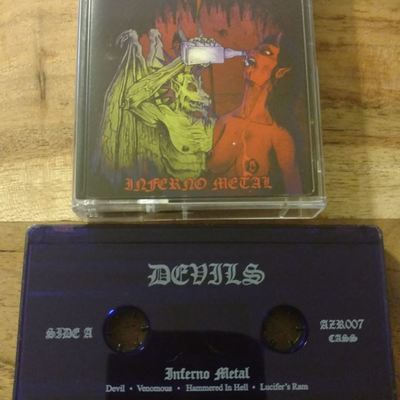 INFERNO METAL
DEVILS
SIDE A
AZR007
CASS
Inferno Metal
Devil • Venomous • Hammered In Hell • Lucifer's Ram